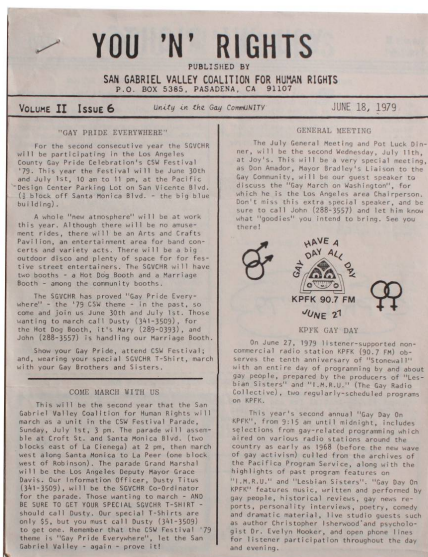 YOU 'N' RIGHTS
PUBLISHED BY
SAN GABRIEL VALLEY COALITION FOR HUMAN RIGHTS
P.O. BOX 5385, PASADENA, CA 91107
VOLUME II ISSUE 6 Unity in the Gay Community JUNE 18, 1979
"GAY PRIDE EVERYWHERE"
For the second consecutive year the SGVCHR
will be participating in the Los Angeles
County Gay Pride Celebration's CSW Festival
'79. This year the Festival will be June 30th
and July 1st, 10 am to 11 pm, at the Pacific
Design Center Parking Lot on San Vicente Blvd.
(½ block off Santa Monica Blvd. - the big blue
building).
A whole "new atmosphere" will be at work
this year. Although there will be no amuse-
ment rides, there will be an Arts and Crafts
Pavilion, an entertainment area for band con-
certs and variety acts. There will be a big
outdoor disco and plenty of space for for fes-
tive street entertainers. The SGVCHR will have
two booths - a Hot Dog Booth and a Marriage
Booth - among the community booths.
The SGVCHR has proved "Gay Pride Every-
where" - the '79 CSW theme - in the past, so
come and join us June 30th and July 1st. Those
wanting to march call Dusty (341-3509), for
the Hot Dog Booth, it's Mary (289-0393), and
John (288-3557) is handling our Marriage Booth.
Show your Gay Pride, attend CSW Festival;
and, wearing your special SGVCHR T-Shirt, march
with your Gay Brothers and Sisters.
COME MARCH WITH US
This will be the second year that the San
Gabriel Valley Coalition for Human Rights will
march as a unit in the CSW Festival Parade,
Sunday, July 1st, 3 pm. The parade will assem-
ble at Croft St. and Santa Monica Blvd. (two
blocks east of La Cienega) at 2 pm, then march
west along Santa Monica to La Peer (one block
west of Robinson). The parade Grand Marshal
will be the Los Angeles Deputy Mayor Grace
Davis. Our Information Officer, Dusty Titus
(341-3509), will be the SGVCHR Co-Ordinator
for the parade. Those wanting to march - AND
BE SURE TO GET YOUR SPECIAL SGVCHR T-SHIRT -
should call Dusty. Our special T-Shirts are
only $5, but you must call Dusty (341-3509)
to get one. Remember that the CSW Festival '79
theme is "Gay Pride Everywhere", let the San
Gabriel Valley - again - prove it!
GENERAL MEETING
The July General Meeting and Pot Luck Din-
ner, will be the second Wednesday, July 11th,
at Joy's. This will be a very special meeting,
as Don Amador, Mayor Bradley's Liaison to the
Gay Community, will be our guest speaker to
discuss the "Gay March on Washington", for
which he is the Los Angeles area Chairperson.
Don't miss this extra special speaker, and be
sure to call John (288-3557) and let him know
what "goodies" you intend to bring. See you
there!
HAVE A
GAY DAY ALL DAY
KPFK 90.7 FM
JUNE 27
KPFK GAY DAY
On June 27, 1979 listener-supported non-
commercial radio station KPFK (90.7 FM) ob-
serves the tenth anniversary of "Stonewall"
with an entire day of programming by and about
gay people, prepared by the producers of "Les-
bian Sisters" and "I.M.R.U." (The Gay Radio
Collective), two regularly-scheduled programs
on KPFK.
This year's second annual "Gay Day On
KPFK", from 9:15 am until midnight, includes
selections from gay-related programming which
aired on various radio stations around the
country as early as 1968 (before the new wave
of gay activism) culled from the archives of
the Pacifica Program Service, along with the
highlights of past program features on
"I.M.R.U." and "Lesbian Sisters". "Gay Day On
KPFK" features music, written and performed by
gay people, historical reviews, gay news re-
ports, personality interviews, poetry, comedy
and dramatic material, live studio guests such
as author Christopher Isherwood and psycholo-
gist Dr. Evelyn Hooker, and open phone lines
for listener participation throughout the day
and evening.